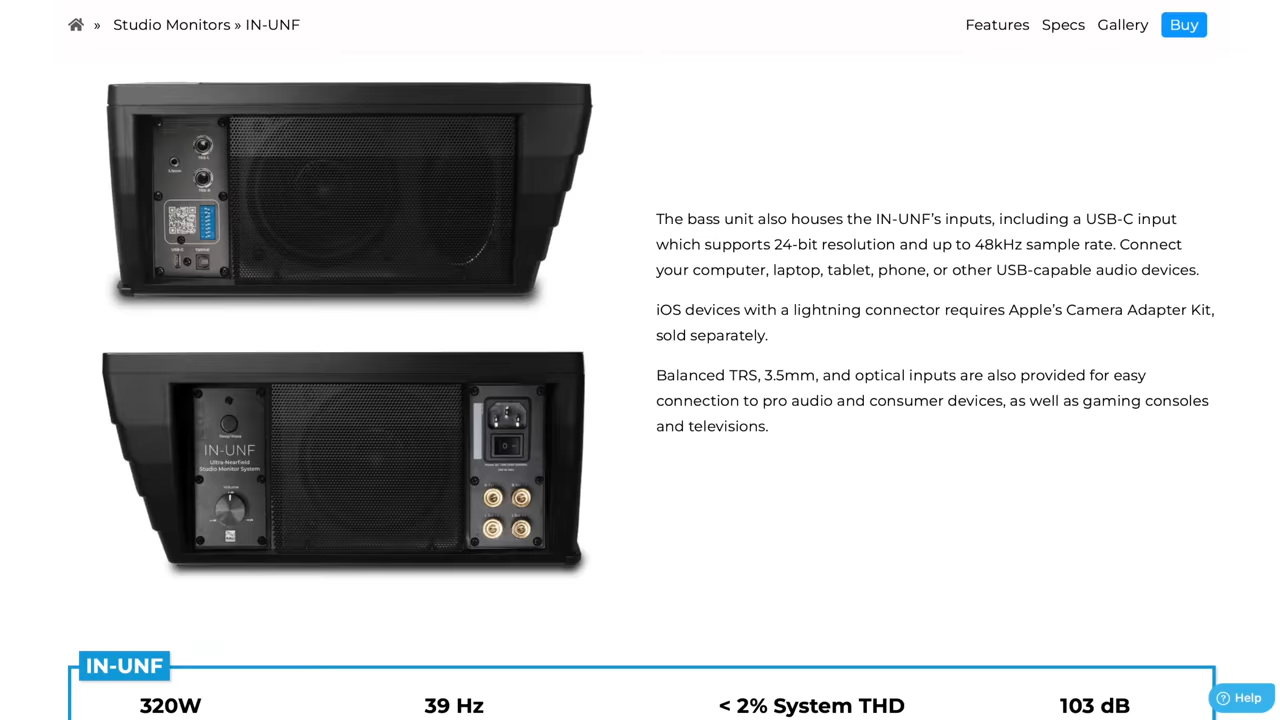 » Studio Monitors » IN-UNF
Features Specs Gallery Buy
The bass unit also houses the IN-UNF’s inputs, including a USB-C input
which supports 24-bit resolution and up to 48kHz sample rate. Connect
your computer, laptop, tablet, phone, or other USB-capable audio devices.
iOS devices with a lightning connector requires Apple’s Camera Adapter Kit,
sold separately.
Balanced TRS, 3.5mm, and optical inputs are also provided for easy
connection to pro audio and consumer devices, as well as gaming consoles
and televisions.
IN-UNF
Ultra-Nearfield
Studio Monitor System
IN-UNF
320W 39 Hz < 2% System THD 103 dB
Help